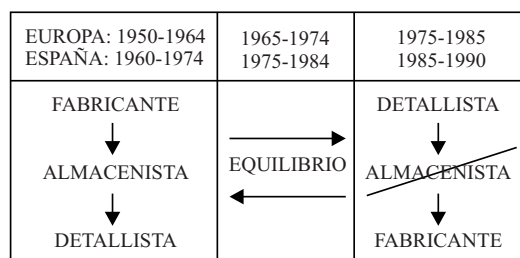 EUROPA: 1950-1964
ESPAÑA: 1960-1974
1965-1974
1975-1984
1975-1985
1985-1990
FABRICANTE
ALMACENISTA
DETALLISTA
EQUILIBRIO
DETALLISTA
ALMACENISTA
FABRICANTE